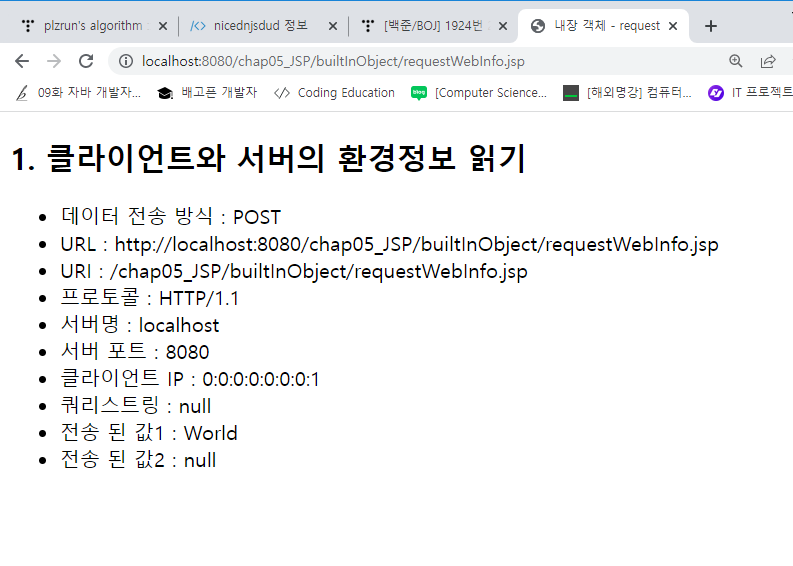 plzrun's algorithm
nicednjsdud 정보
[백준/BOJ] 1924번
내장 객체 - request
localhost:8080/chap05_JSP/builtInObject/requestWebInfo.jsp
09화 자바 개발자...
배고픈 개발자
Coding Education
blog
[Computer Science...
[해외명강] 컴퓨터...
IT 프로젝트
1. 클라이언트와 서버의 환경정보 읽기
• 데이터 전송 방식 : POST
• URL : http://localhost:8080/chap05_JSP/builtInObject/requestWebInfo.jsp
• URI : /chap05_JSP/builtInObject/requestWebInfo.jsp
• 프로토콜 : HTTP/1.1
• 서버명 : localhost
• 서버 포트 : 8080
• 클라이언트 IP : 0:0:0:0:0:0:0:1
• 쿼리스트링 : null
• 전송 된 값1 : World
• 전송 된 값2 : null